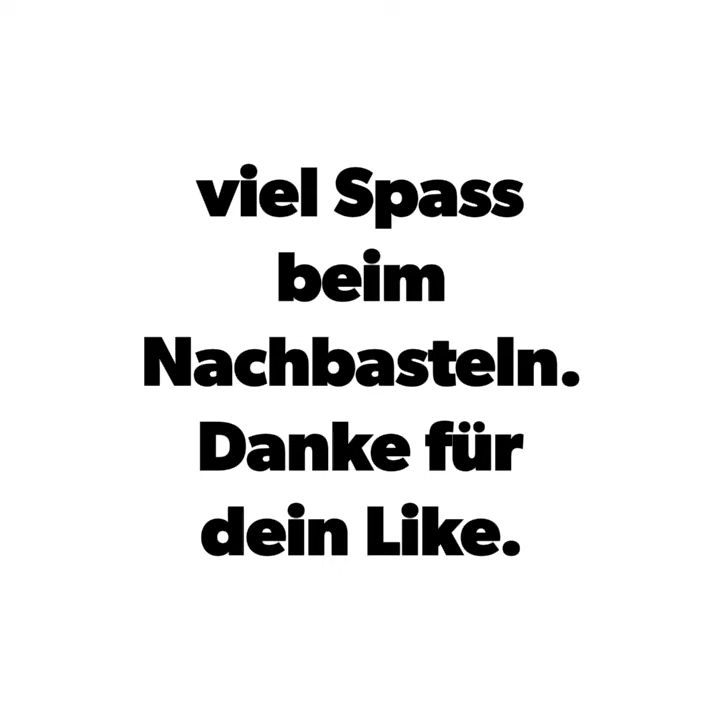 viel Spass
beim
Nachbasteln.
Danke für
dein Like.